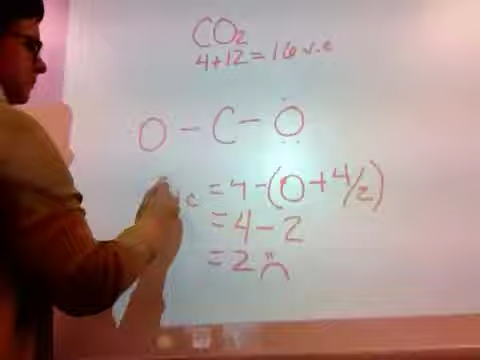 CO2
4+12=16 v.e
O - C - O
c = 4 - (0 + 4/2)
= 4 - 2
= 2